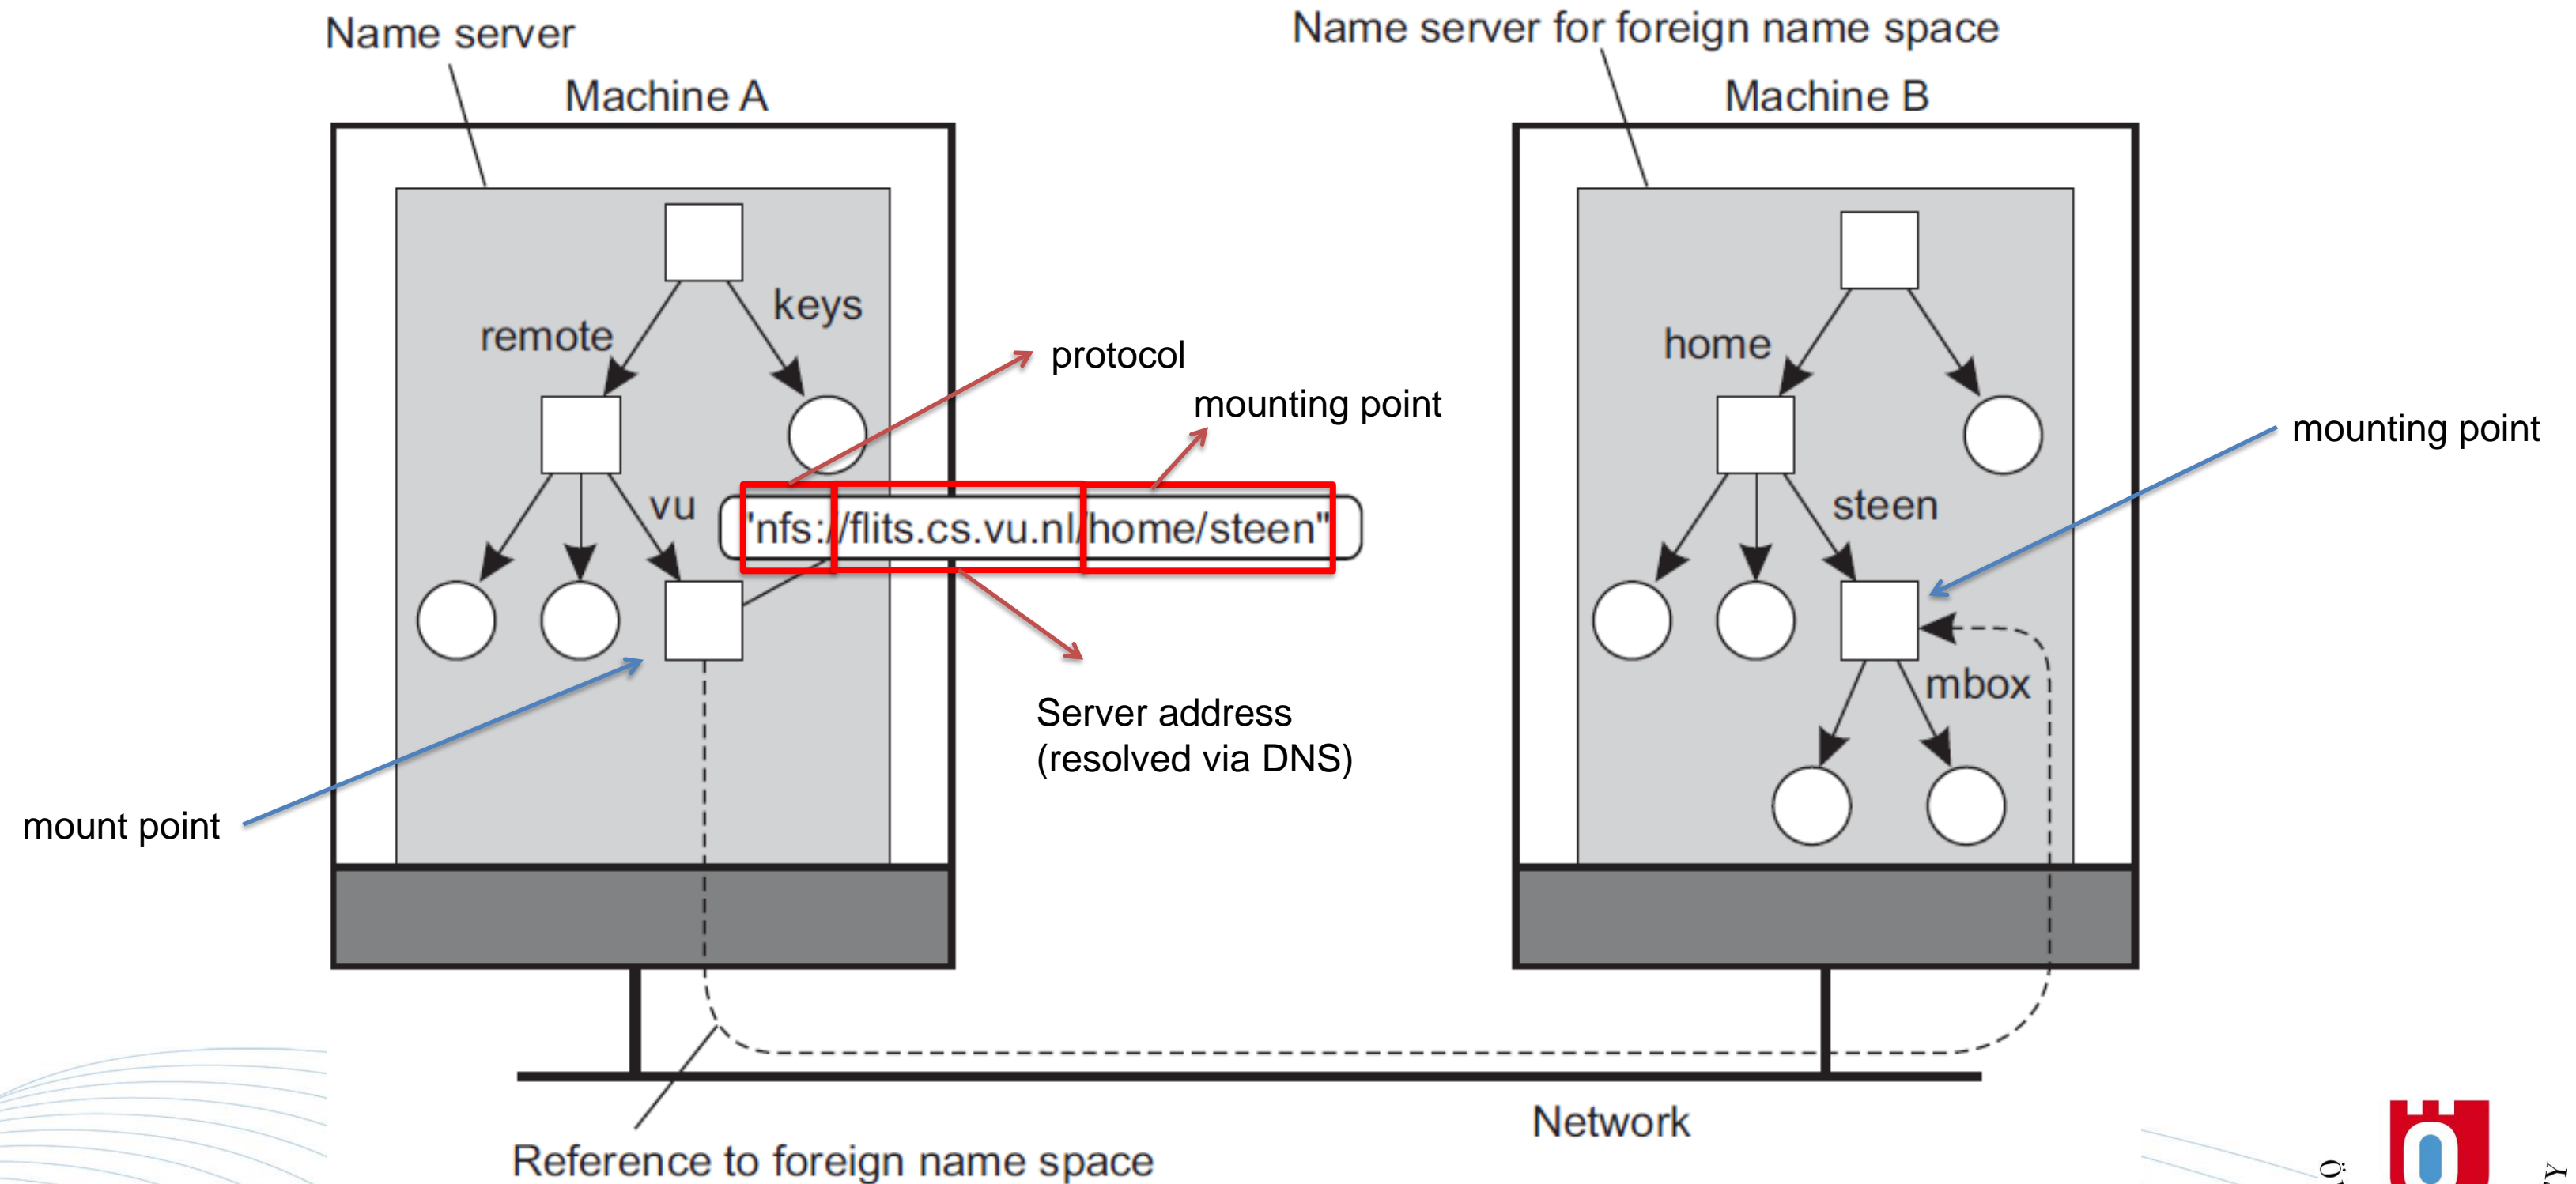 Name server
Name server for foreign name space
Machine A
Machine B
keys
remote
home
protocol
mounting point
mounting point
vu
steen
'nfs://flits.cs.vu.nl/home/steen"
mbox
Server address
(resolved via DNS)
mount point
Network
Reference to foreign name space